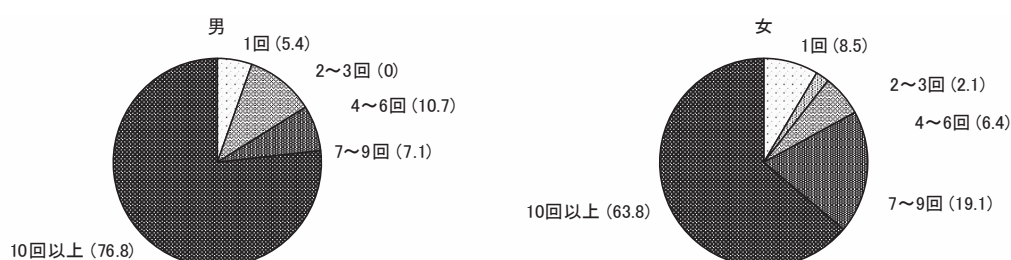 男
1回 (5.4)
2～3回 (0)
4～6回 (10.7)
7～9回 (7.1)
10回以上 (76.8)
女
1回 (8.5)
2～3回 (2.1)
4～6回 (6.4)
7～9回 (19.1)
10回以上 (63.8)